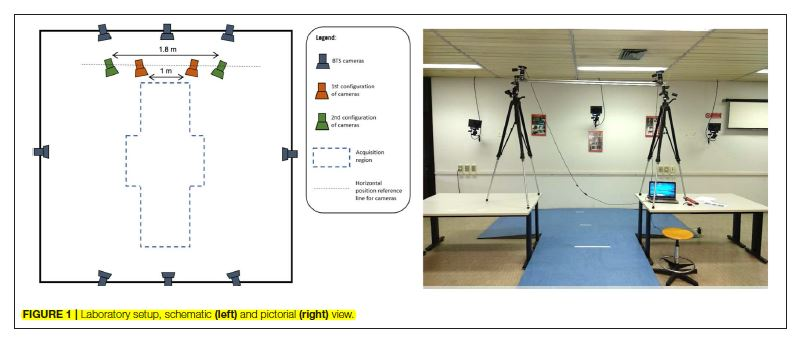 1.8 m
1 m
Legend:
BTS cameras
1st configuration
of cameras
2nd configuration
of cameras
Acquisition
region
Horizontal
position reference
line for cameras
FIGURE 1 | Laboratory setup, schematic (left) and pictorial (right) view.